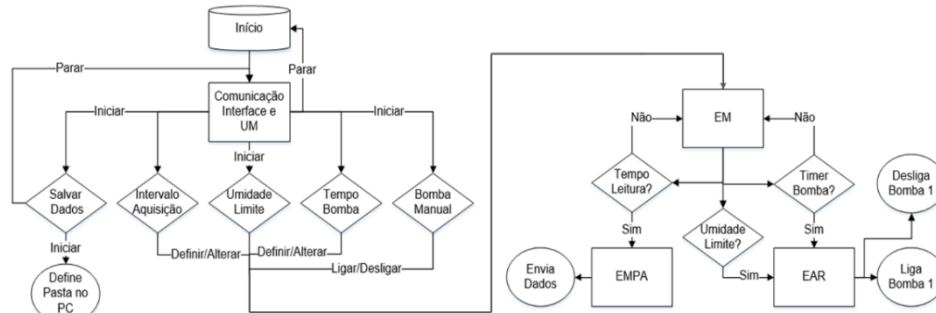 Início
Parar
Parar
Comunicação
Interface e
UM
Iniciar
Iniciar
Iniciar
Salvar
Dados
Intervalo
Aquisição
Umidade
Limite
Tempo
Bomba
Bomba
Manual
Iniciar
Definir/Alterar
Definir/Alterar
Ligar/Desligar
Define
Pasta no
PC
EM
Não
Não
Tempo
Leitura?
Timer
Bomba?
Desliga
Bomba 1
Sim
Umidade
Limite?
Sim
Envia
Dados
EMPA
Sim
EAR
Liga
Bomba 1